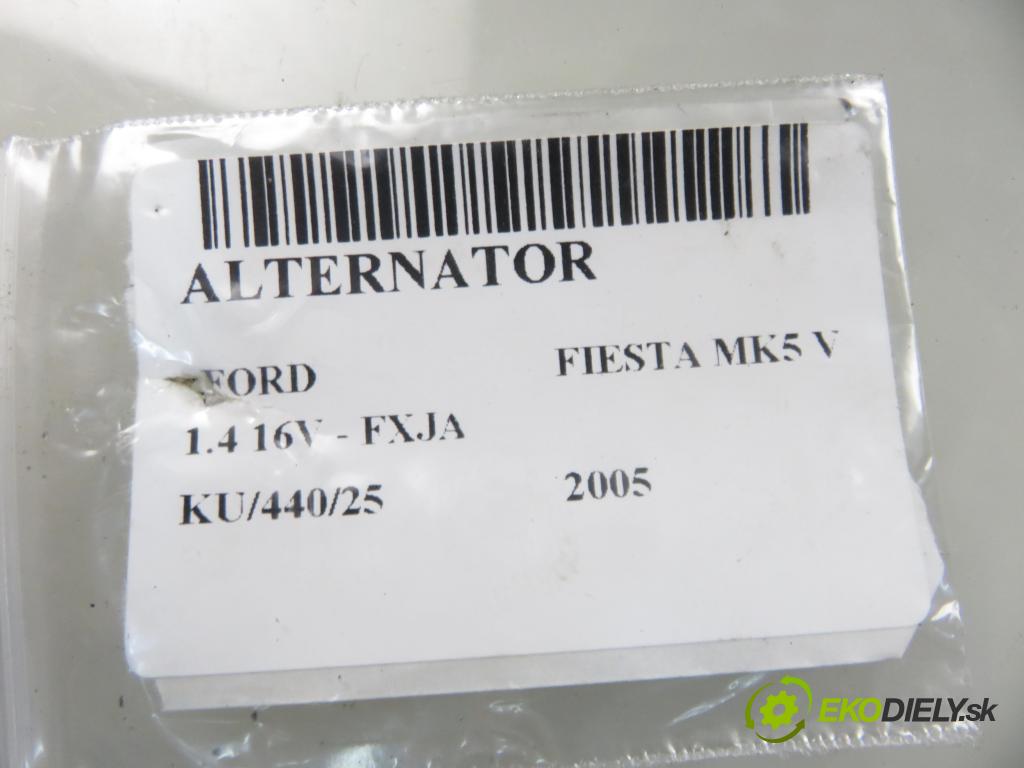 ALTERNATOR
FORD FIESTA MK5 V
1.4 16V - FXJA
KU/440/25 2005
EKODIELY.sk